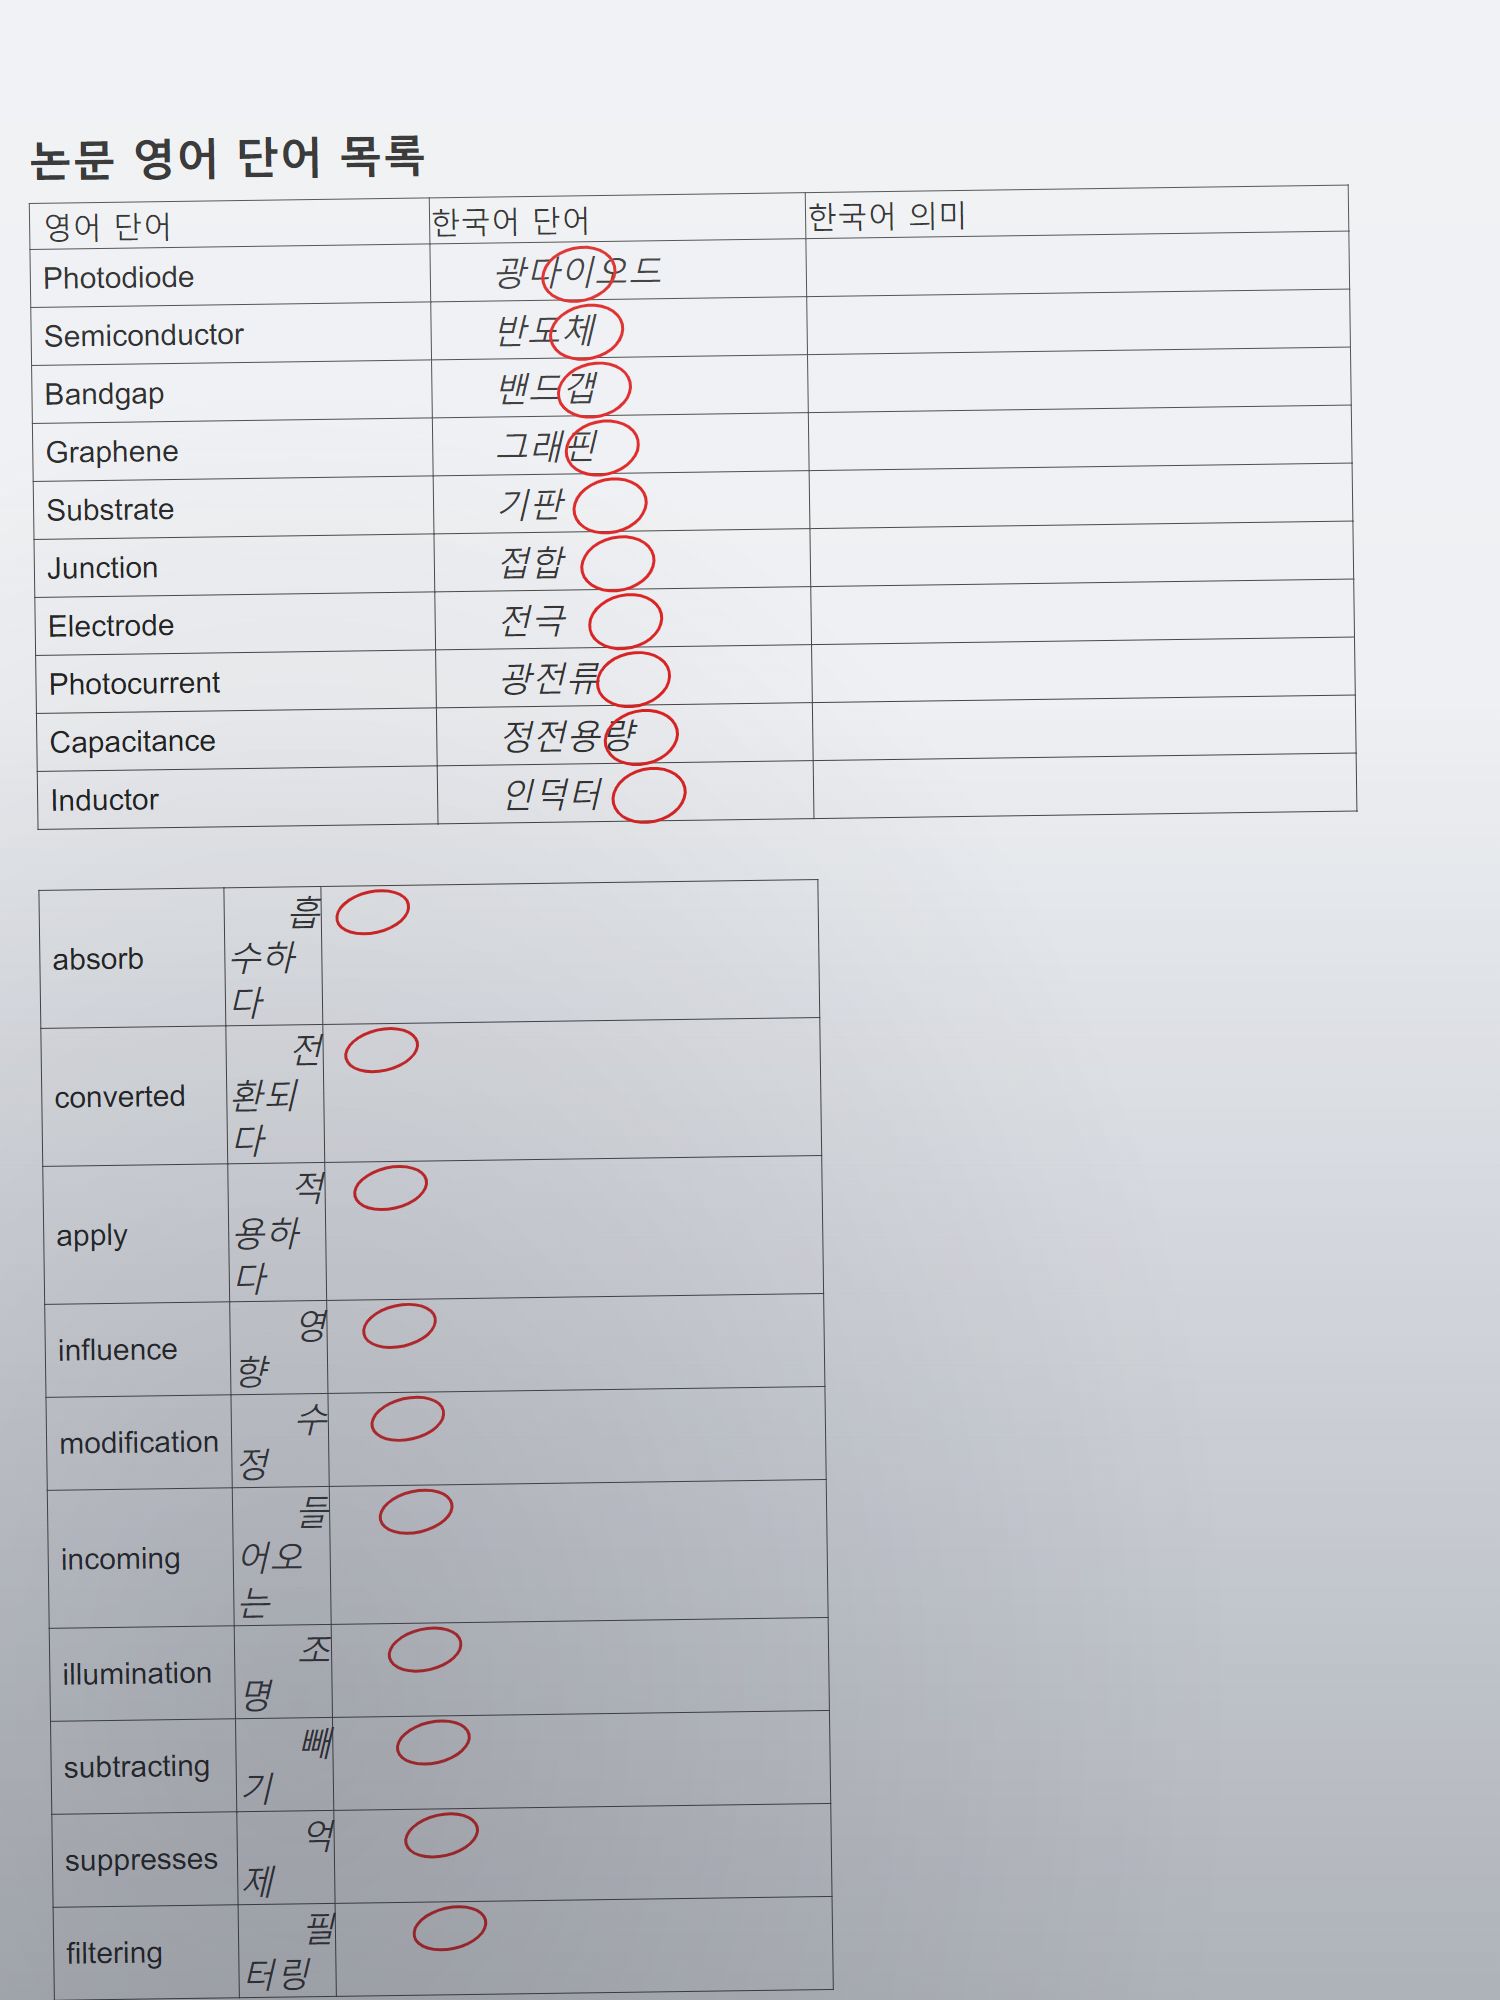 논문 영어 단어 목록
영어 단어 한국어 단어 한국어 의미
Photodiode 광다이오드
Semiconductor 반도체
Bandgap 밴드갭
Graphene 그래핀
Substrate 기판
Junction 접합
Electrode 전극
Photocurrent 광전류
Capacitance 정전용량
Inductor 인덕터
absorb 흡
수하
다
converted 전
환되
다
apply 적
용하
다
influence 영
향
modification 수
정
incoming 들
어오
는
illumination 조
명
subtracting 빼
기
suppresses 억
제
filtering 필
터링